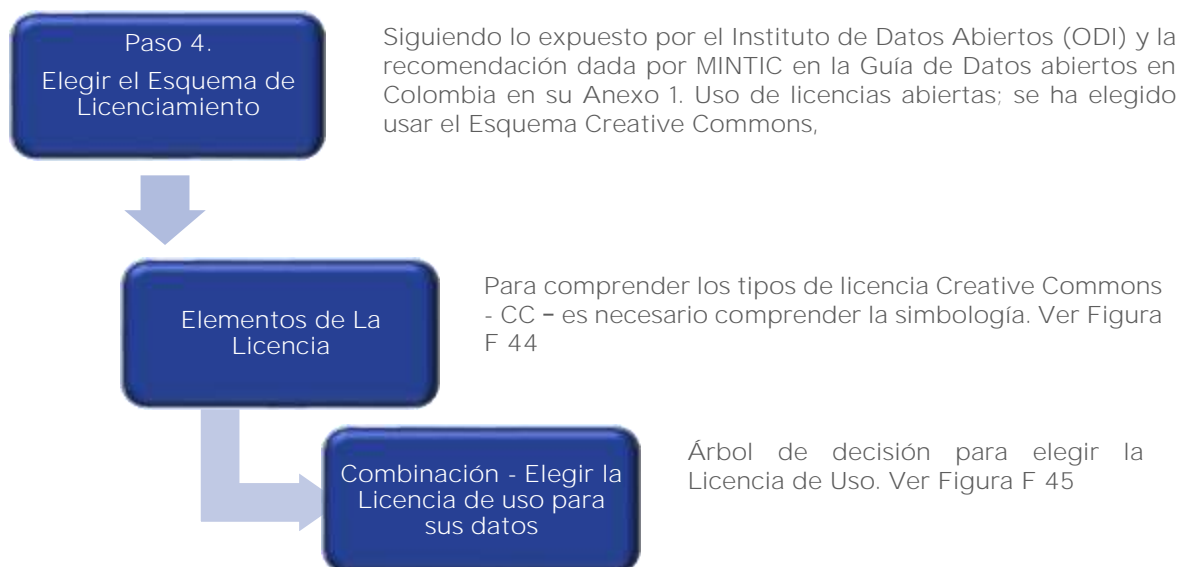 Paso 4.
Elegir el Esquema de
Licenciamiento
Siguiendo lo expuesto por el Instituto de Datos Abiertos (ODI) y la
recomendación dada por MINTIC en la Guía de Datos abiertos en
Colombia en su Anexo 1. Uso de licencias abiertas; se ha elegido
usar el Esquema Creative Commons,
Elementos de La
Licencia
Para comprender los tipos de licencia Creative Commons
- CC – es necesario comprender la simbología. Ver Figura
F 44
Combinación - Elegir la
Licencia de uso para
sus datos
Árbol de decisión para elegir la
Licencia de Uso. Ver Figura F 45